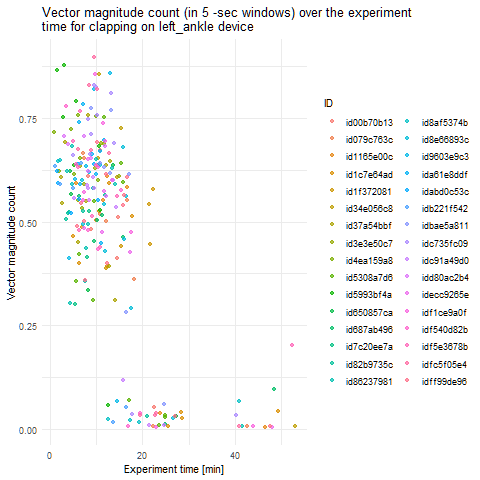 Vector magnitude count (in 5 -sec windows) over the experiment
time for clapping on left_ankle device
Vector magnitude count
0.75
0.50
0.25
0.00
0
20
40
Experiment time [min]
ID
id00b70b13
id079c763c
id1165e00c
id1c7e64ad
id1f372081
id34e056c8
id37a54bbf
id3e3e50c7
id4ea159a8
id5308a7d6
id5993bf4a
id650857ca
id687ab496
id7c20ee7a
id82b9735c
id86237981
id8af5374b
id8e66893c
id9603e9c3
ida61e8ddf
idabd0c53c
idb221f542
idbae5a811
idc735fc09
idc91a49d0
idd80ac2b4
idecc9265e
idf1ce9a0f
idf540d82b
idf5e3678b
idfc5f05e4
idff99de96